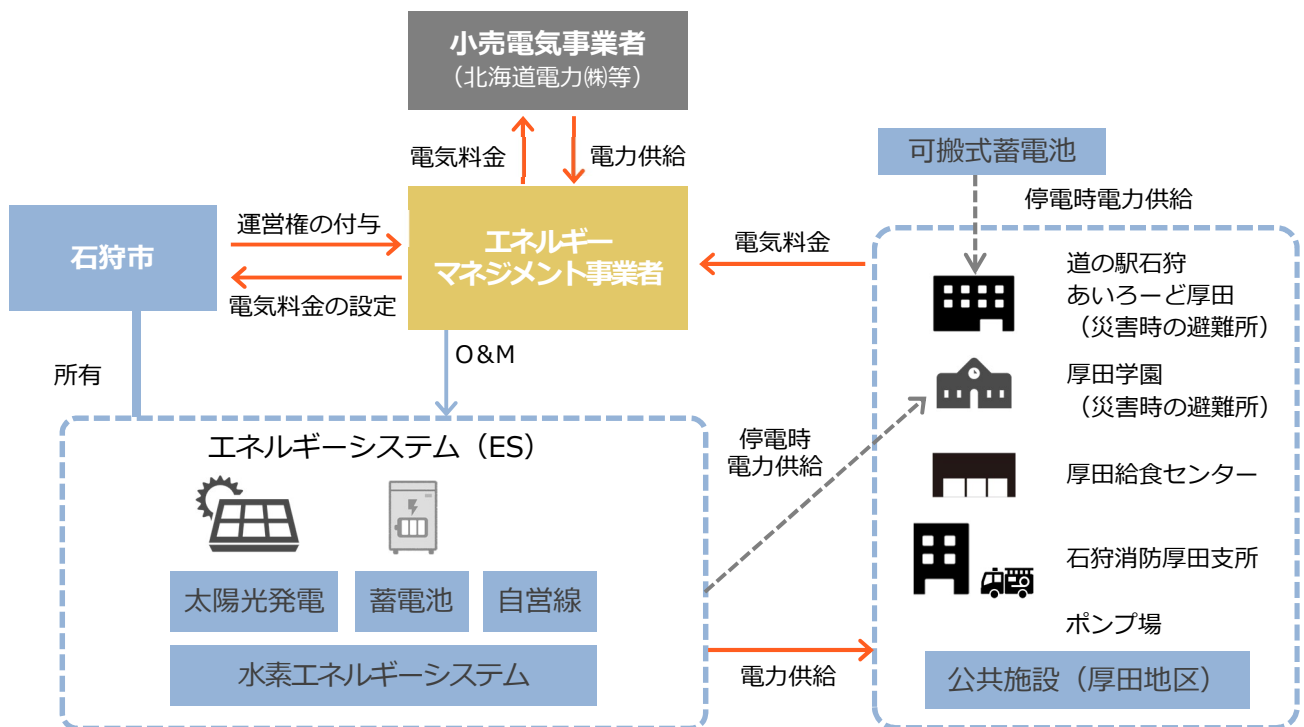 小売電気事業者
（北海道電力㈱等）
電気料金
電力供給
可搬式蓄電池
停電時電力供給
石狩市
運営権の付与
電気料金の設定
エネルギー
マネジメント事業者
電気料金
道の駅石狩
あいろーど厚田
（災害時の避難所）
所有
O&M
厚田学園
（災害時の避難所）
エネルギーシステム（ES）
停電時
電力供給
厚田給食センター
太陽光発電
蓄電池
自営線
石狩消防厚田支所
ポンプ場
水素エネルギーシステム
電力供給
公共施設（厚田地区）